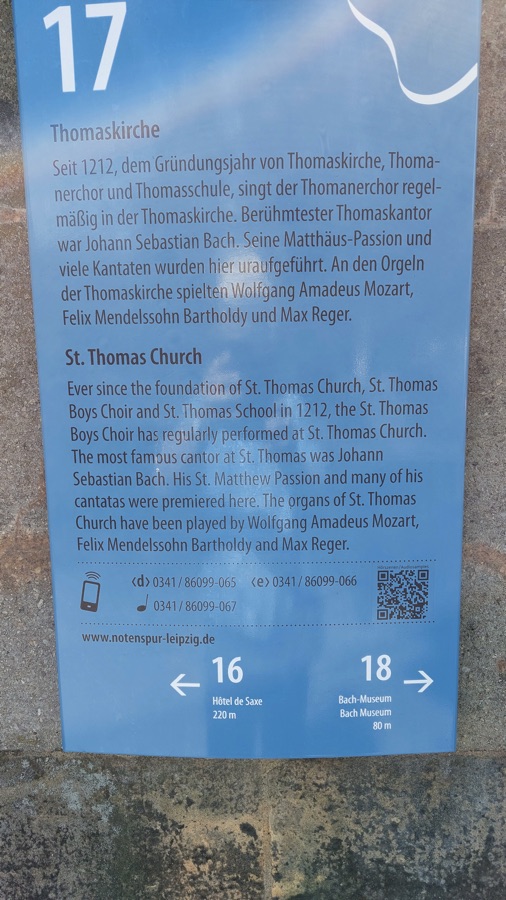 17
Thomaskirche
Seit 1212, dem Gründungsjahr von Thomaskirche, Thoma-
nerchor und Thomasschule, singt der Thomanerchor regel-
mäßig in der Thomaskirche. Berühmtester Thomaskantor
war Johann Sebastian Bach. Seine Matthäus-Passion und
viele Kantaten wurden hier uraufgeführt. An den Orgeln
der Thomaskirche spielten Wolfgang Amadeus Mozart,
Felix Mendelssohn Bartholdy und Max Reger.
St. Thomas Church
Ever since the foundation of St. Thomas Church, St. Thomas
Boys Choir and St. Thomas School in 1212, the St. Thomas
Boys Choir has regularly performed at St. Thomas Church.
The most famous cantor at St. Thomas was Johann
Sebastian Bach. His St. Matthew Passion and many of his
cantatas were premiered here. The organs of St. Thomas
Church have been played by Wolfgang Amadeus Mozart,
Felix Mendelssohn Bartholdy and Max Reger.
‹d› 0341 / 86099-065 ‹e› 0341 / 86099-066
0341 / 86099-067
www.notenspur-leipzig.de
← 16
Hôtel de Saxe
220 m
18 →
Bach-Museum
Bach Museum
80 m